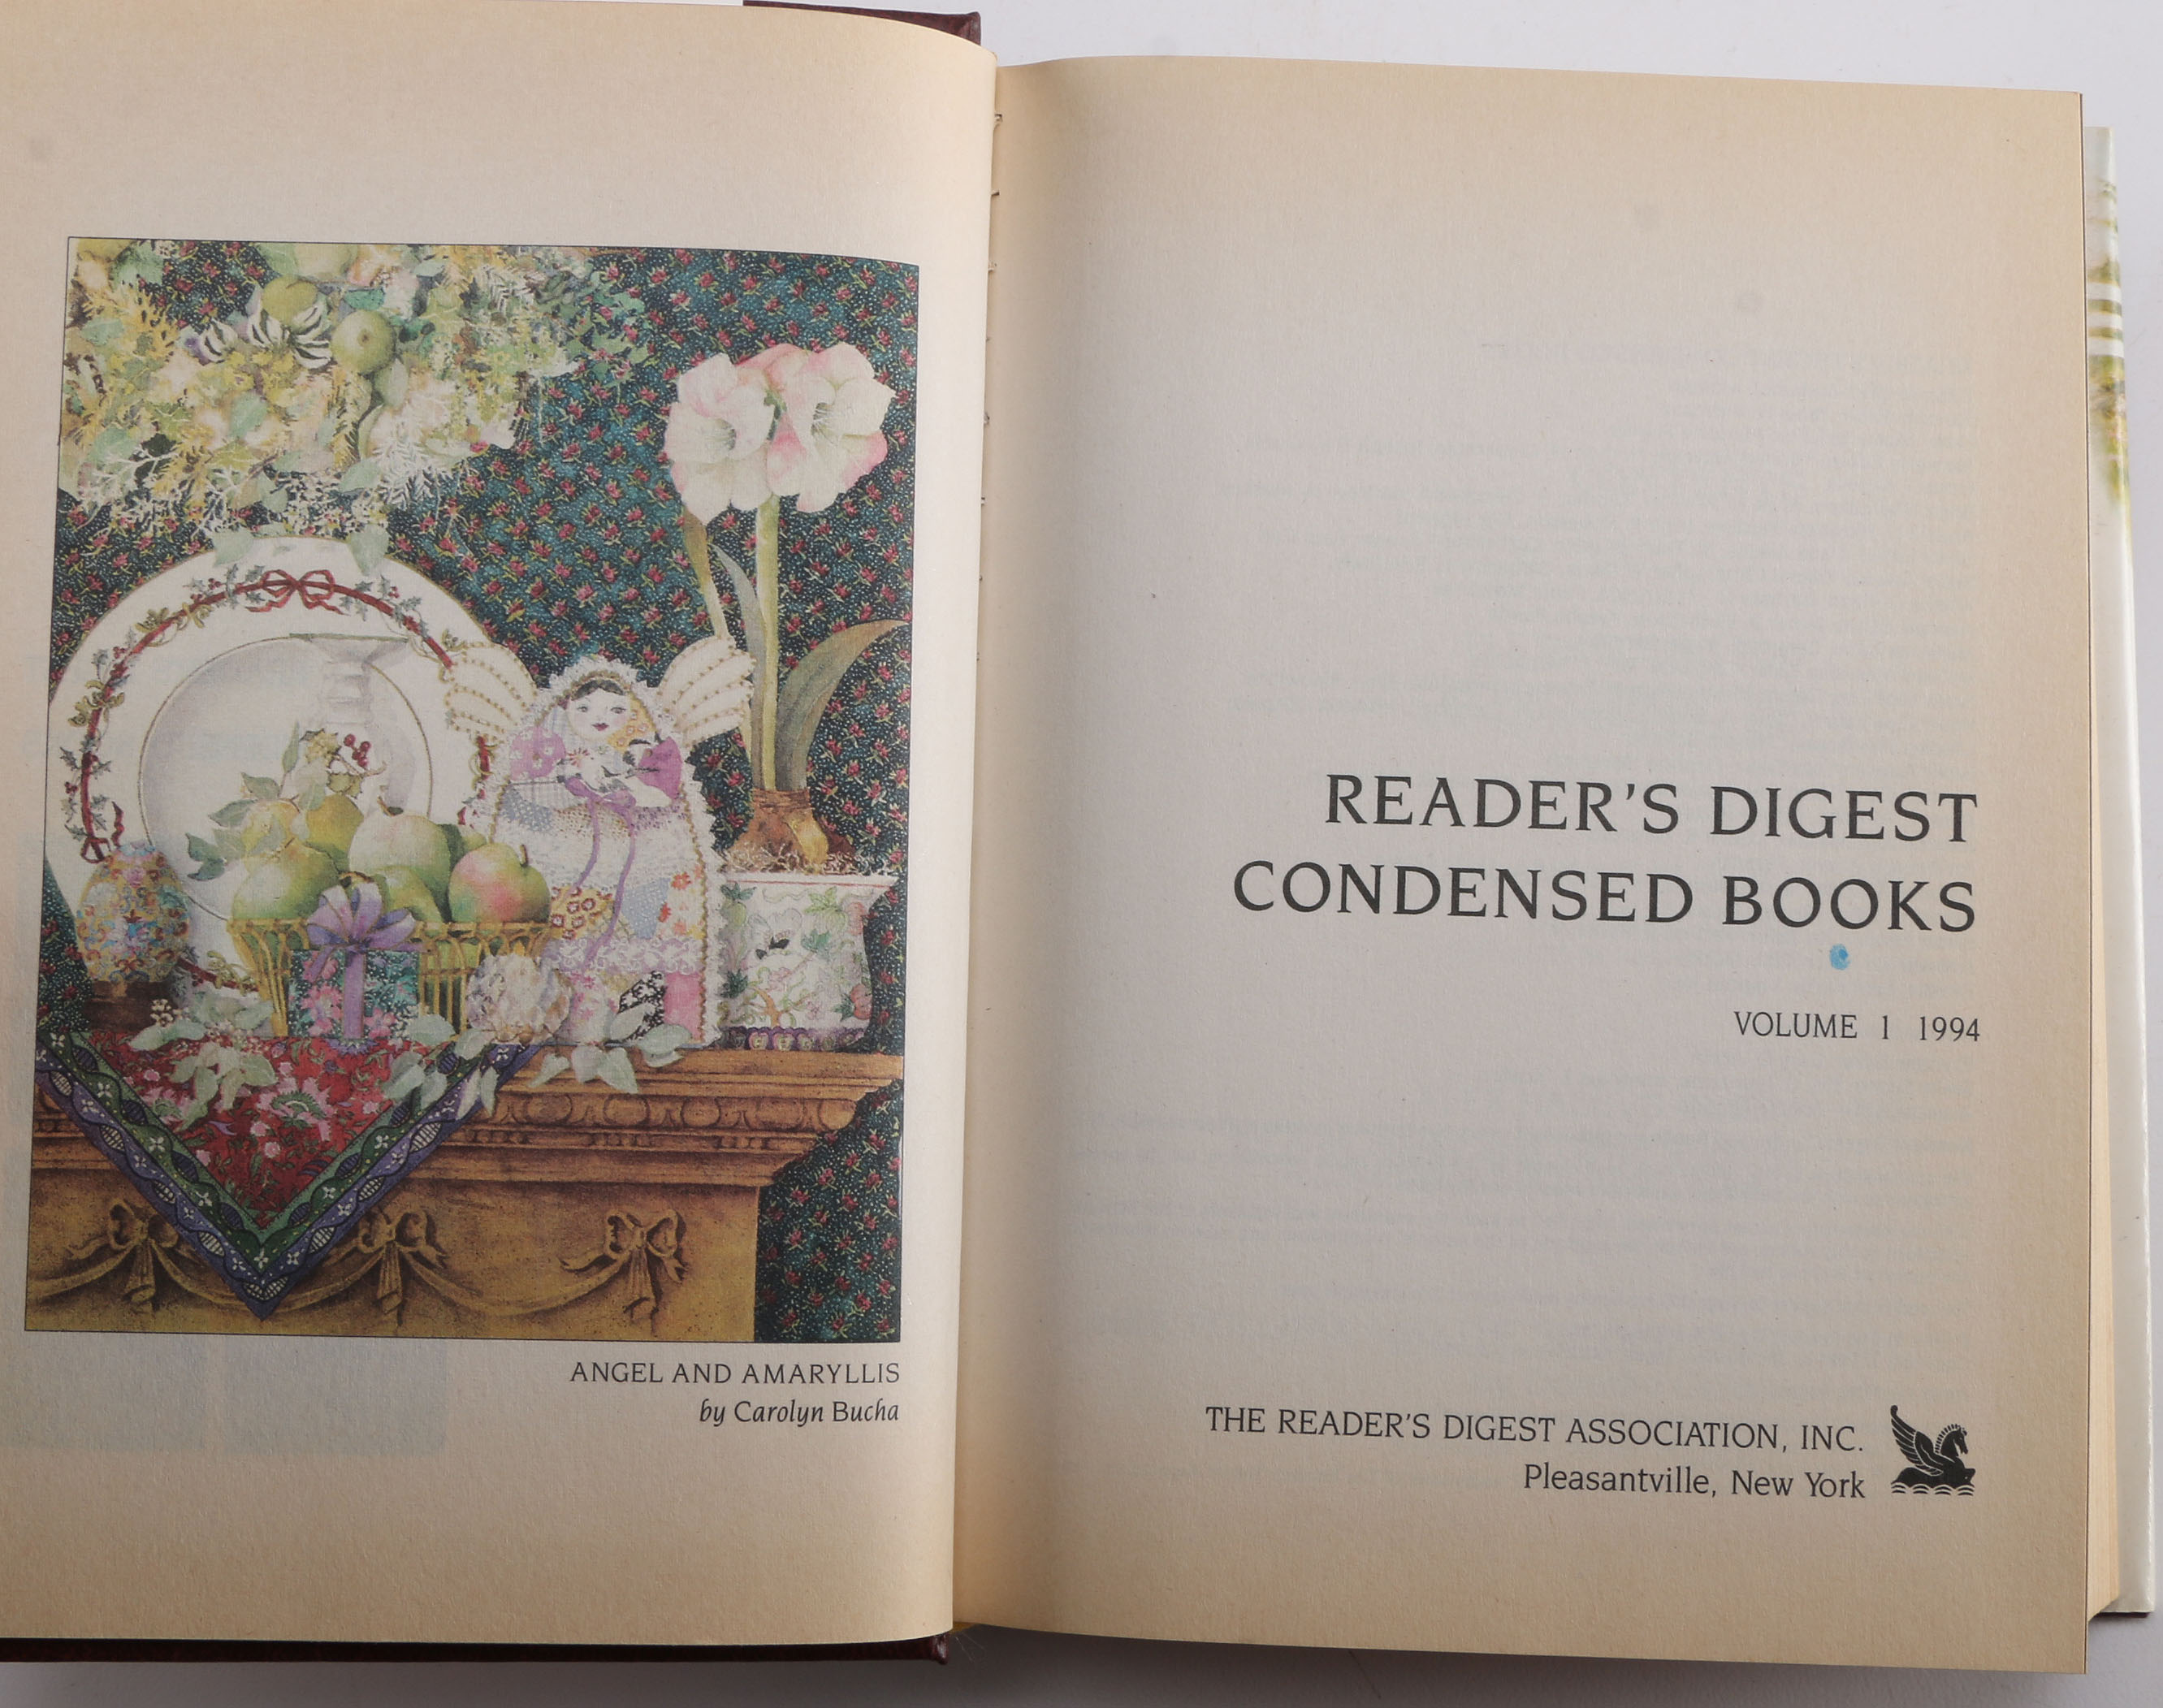 ANGEL AND AMARYLLIS
by Carolyn Bucha
READER'S DIGEST
CONDENSED BOOKS
VOLUME 1 1994
THE READER'S DIGEST ASSOCIATION, INC.
Pleasantville, New York